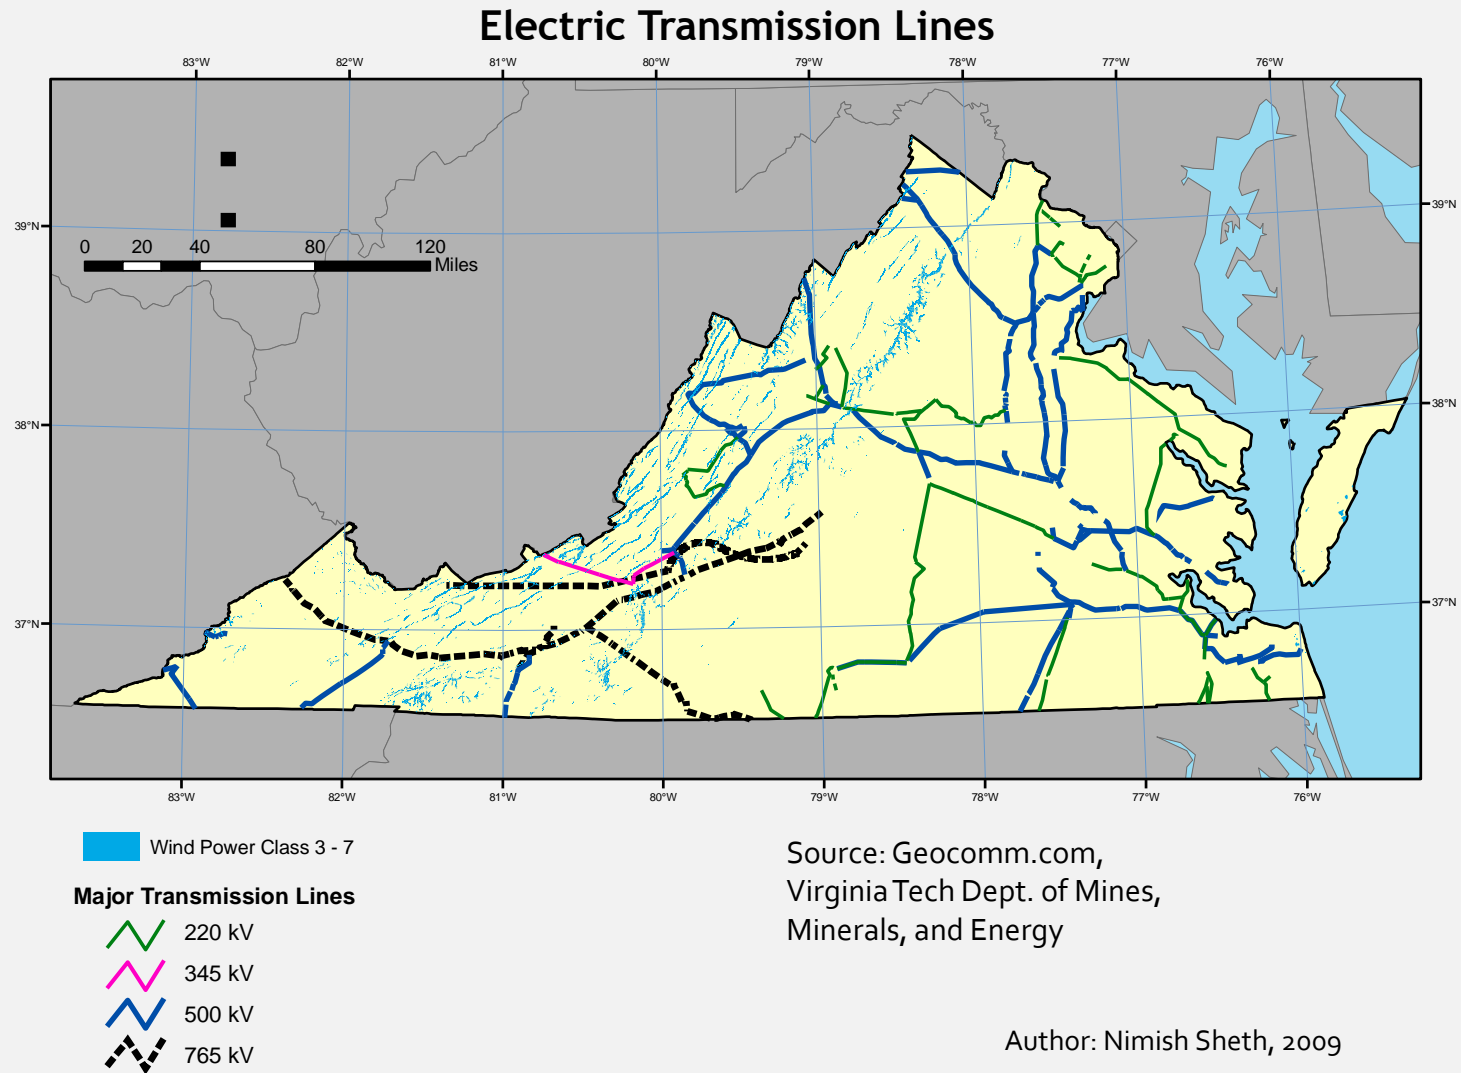 Electric Transmission Lines
83°W 82°W 81°W 80°W 79°W 78°W 77°W 76°W
39°N 39°N
0 20 40 80 120
Miles
38°N 38°N
37°N 37°N
83°W 82°W 81°W 80°W 79°W 78°W 77°W 76°W
Wind Power Class 3 - 7
Major Transmission Lines
220 kV
345 kV
500 kV
765 kV
Source: Geocomm.com,
Virginia Tech Dept. of Mines,
Minerals, and Energy
Author: Nimish Sheth, 2009